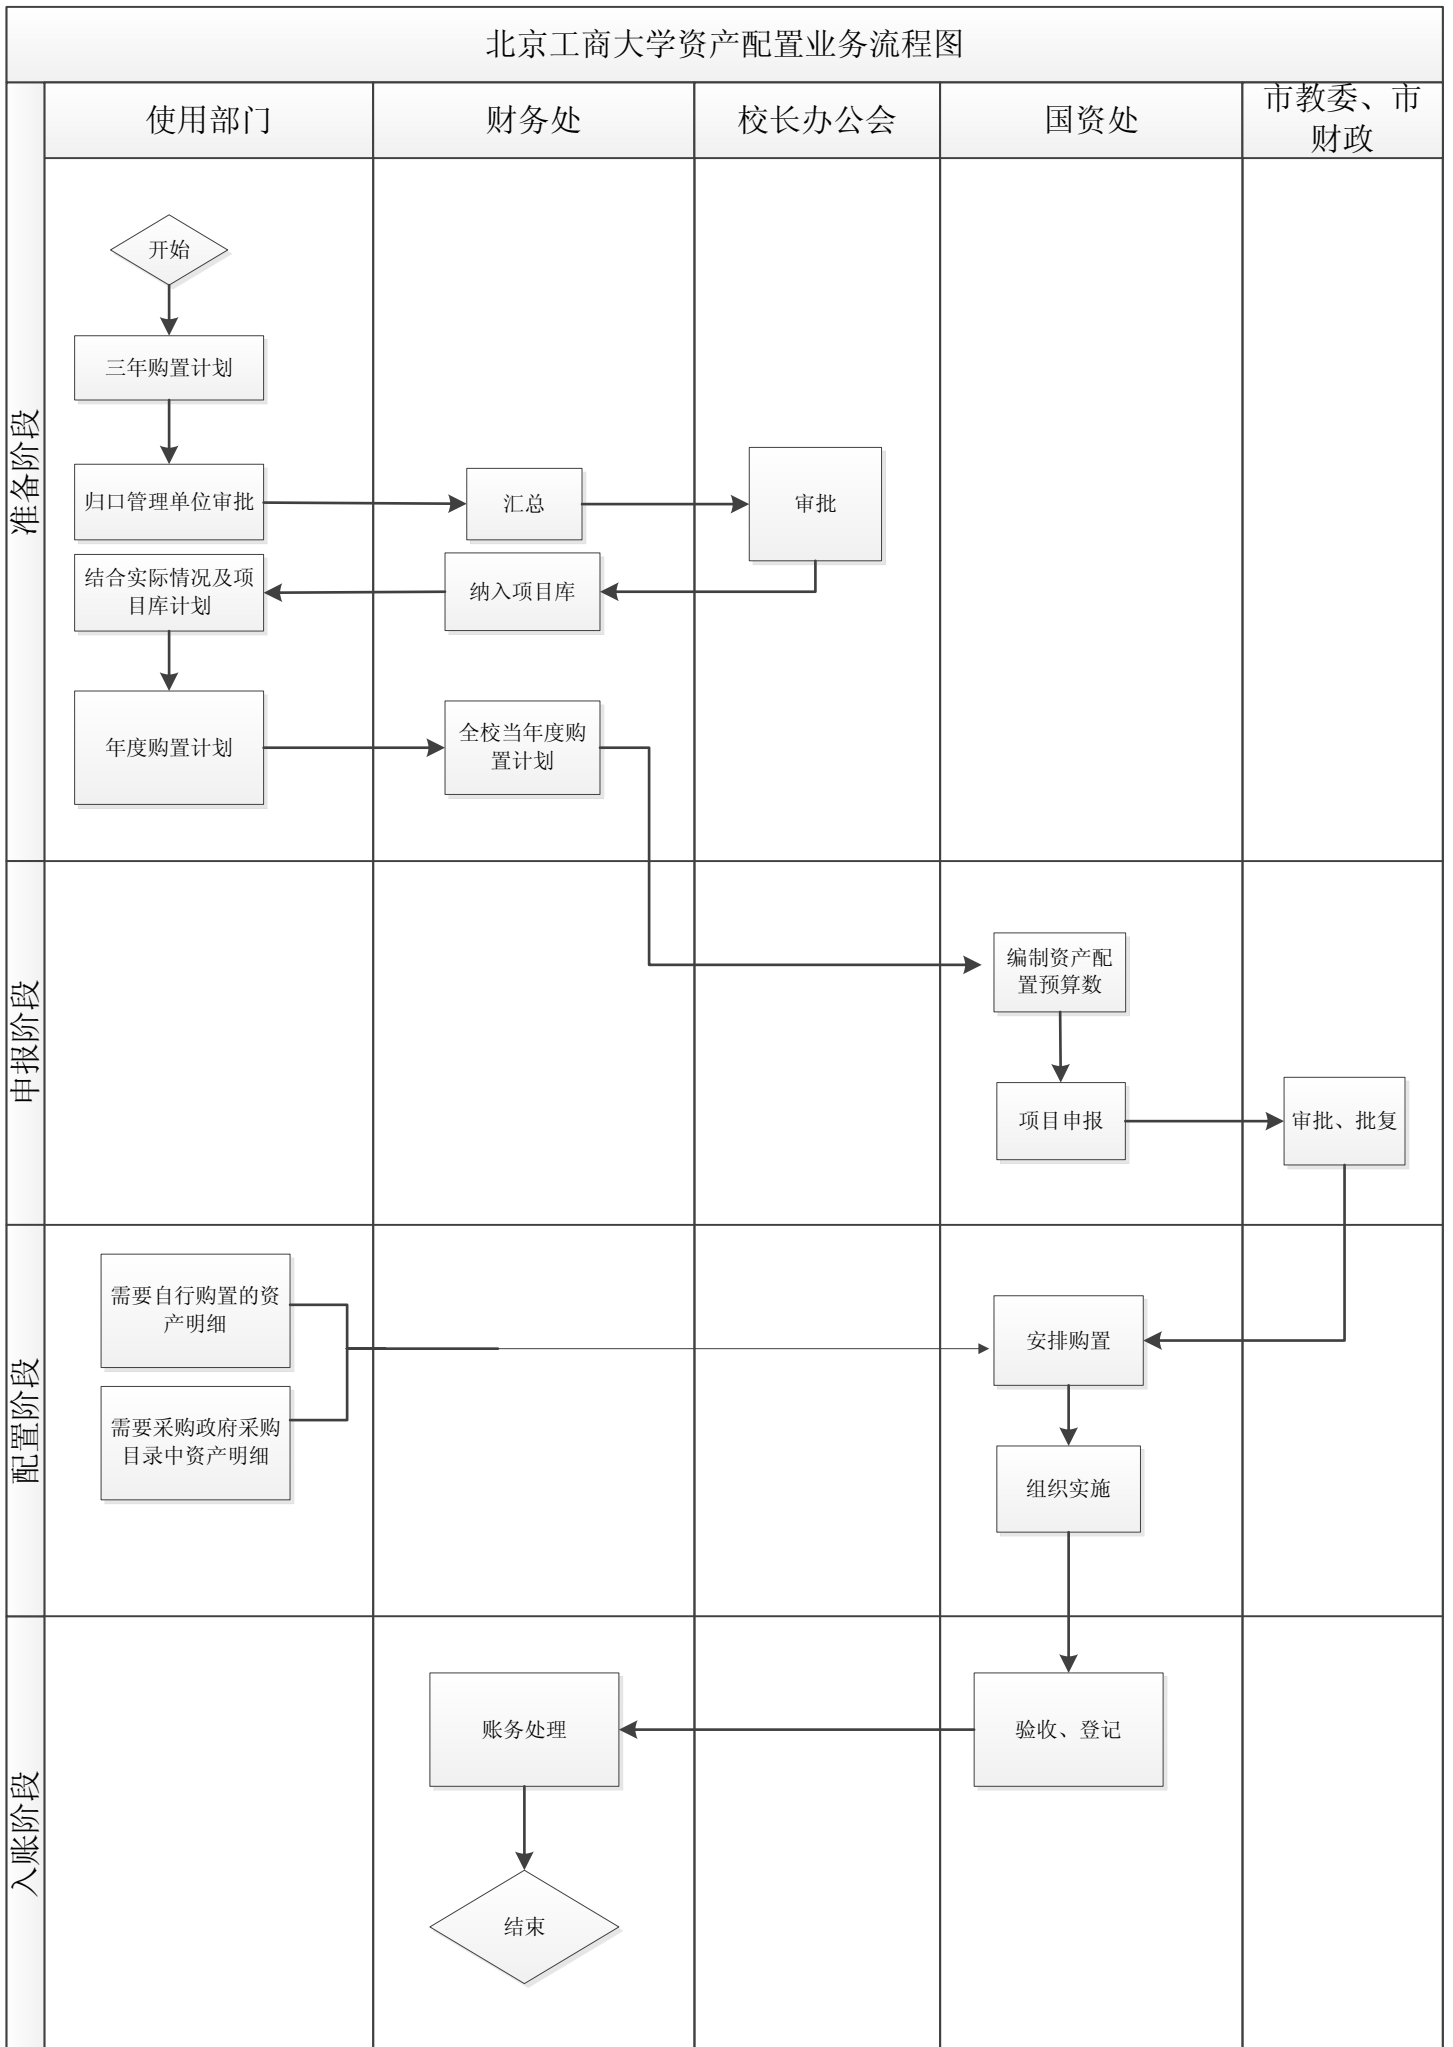 北京工商大学资产配置业务流程图
使用部门
财务处
校长办公会
国资处
市教委、市
财政
准备阶段
开始
三年购置计划
归口管理单位审批
汇总
审批
结合实际情况及项
目库计划
纳入项目库
年度购置计划
全校当年度购
置计划
申报阶段
编制资产配
置预算数
项目申报
审批、批复
配置阶段
需要自行购置的资
产明细
需要采购政府采购
目录中资产明细
安排购置
组织实施
入账阶段
账务处理
验收、登记
结束